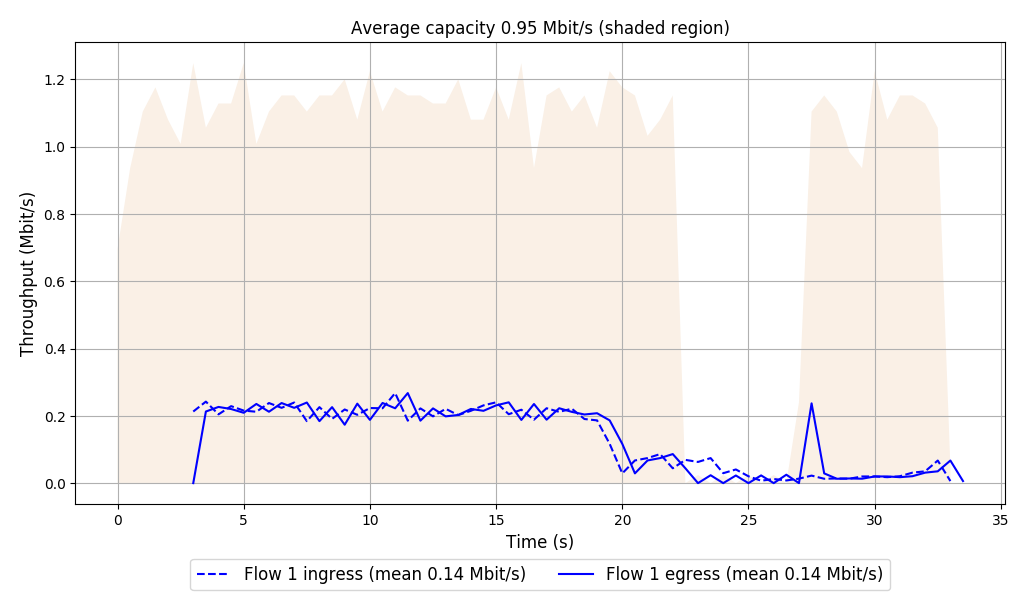 Average capacity 0.95 Mbit/s (shaded region)
Throughput (Mbit/s)
1.2
1.0
0.8
0.6
0.4
0.2
0.0
0 5 10 15 20 25 30 35
Time (s)
Flow 1 ingress (mean 0.14 Mbit/s) Flow 1 egress (mean 0.14 Mbit/s)